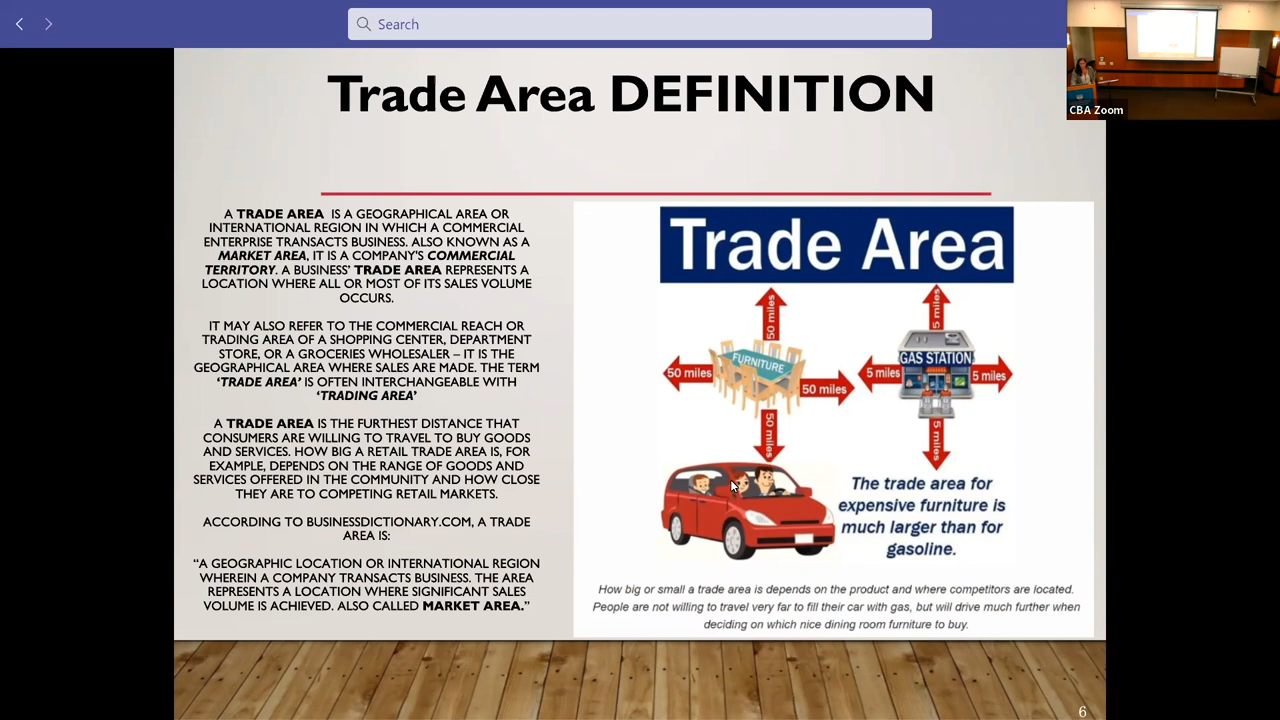 Search
CBA Zoom
Trade Area DEFINITION
A TRADE AREA IS A GEOGRAPHICAL AREA OR
INTERNATIONAL REGION IN WHICH A COMMERCIAL
ENTERPRISE TRANSACTS BUSINESS. ALSO KNOWN AS A
MARKET AREA, IT IS A COMPANY'S COMMERCIAL
TERRITORY. A BUSINESS' TRADE AREA REPRESENTS A
LOCATION WHERE ALL OR MOST OF ITS SALES VOLUME
OCCURS.
IT MAY ALSO REFER TO THE COMMERCIAL REACH OR
TRADING AREA OF A SHOPPING CENTER, DEPARTMENT
STORE, OR A GROCERIES WHOLESALER – IT IS THE
GEOGRAPHICAL AREA WHERE SALES ARE MADE. THE TERM
‘TRADE AREA’ IS OFTEN INTERCHANGEABLE WITH
‘TRADING AREA’
A TRADE AREA IS THE FURTHEST DISTANCE THAT
CONSUMERS ARE WILLING TO TRAVEL TO BUY GOODS
AND SERVICES. HOW BIG A RETAIL TRADE AREA IS, FOR
EXAMPLE, DEPENDS ON THE RANGE OF GOODS AND
SERVICES OFFERED IN THE COMMUNITY AND HOW CLOSE
THEY ARE TO COMPETING RETAIL MARKETS.
ACCORDING TO BUSINESSDICTIONARY.COM, A TRADE
AREA IS:
“A GEOGRAPHIC LOCATION OR INTERNATIONAL REGION
WHEREIN A COMPANY TRANSACTS BUSINESS. THE AREA
REPRESENTS A LOCATION WHERE SIGNIFICANT SALES
VOLUME IS ACHIEVED. ALSO CALLED MARKET AREA.”
Trade Area
50 miles
50 miles
FURNITURE
50 miles
50 miles
5 miles
GAS STATION
5 miles
5 miles
5 miles
The trade area for
expensive furniture is
much larger than for
gasoline.
How big or small a trade area is depends on the product and where competitors are located.
People are not willing to travel very far to fill their car with gas, but will drive much further when
deciding on which nice dining room furniture to buy.
6